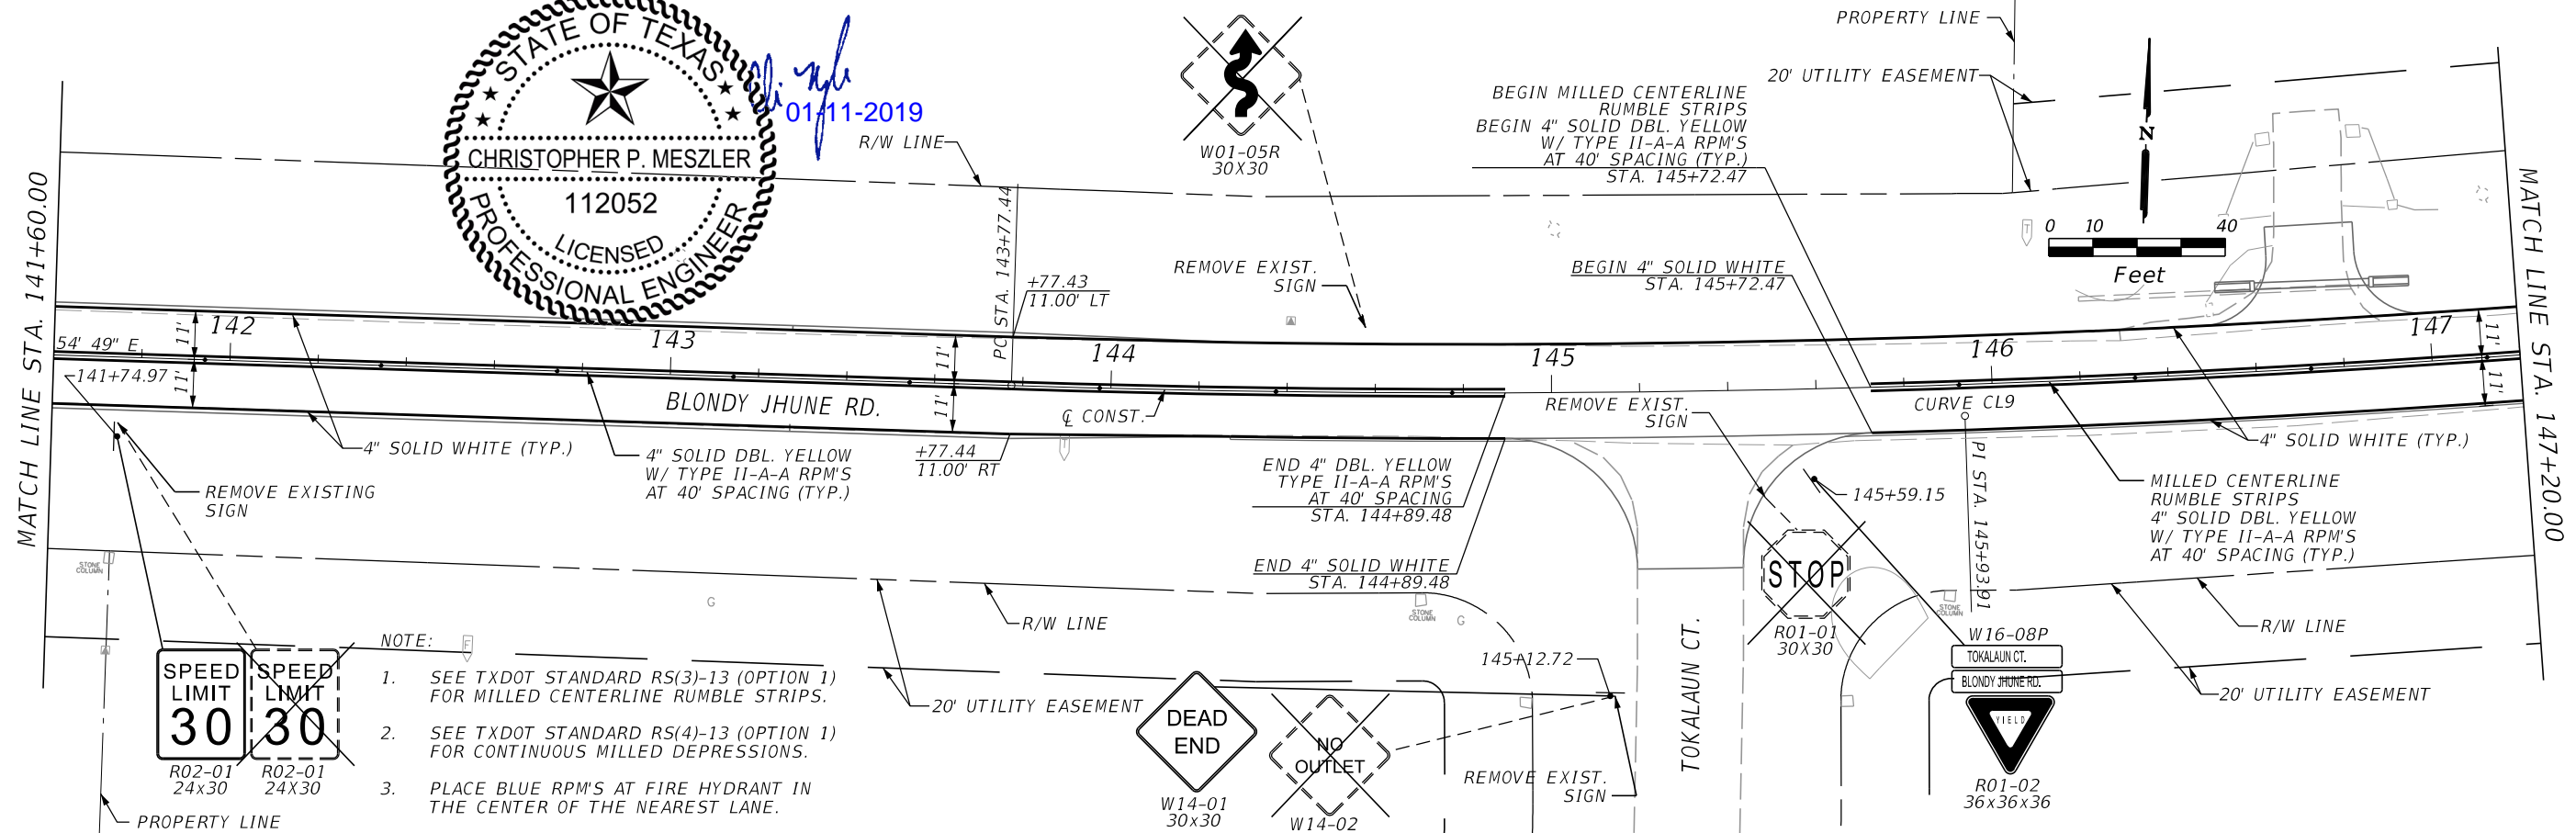 STATE OF TEXAS
CHRISTOPHER P. MESZLER
112052
LICENSED
PROFESSIONAL ENGINEER
01-11-2019
R/W LINE
W01-05R
30X30
REMOVE EXIST.
SIGN
BEGIN MILLED CENTERLINE
RUMBLE STRIPS
BEGIN 4" SOLID DBL. YELLOW
W/ TYPE II-A-A RPM'S
AT 40' SPACING (TYP.)
STA. 145+72.47
BEGIN 4" SOLID WHITE
STA. 145+72.47
PROPERTY LINE
20' UTILITY EASEMENT
N
0 10 40
Feet
T
MATCH LINE STA. 141+60.00
MATCH LINE STA. 147+20.00
PC STA. 143+77.44
+77.43
11.00' LT
142
143
144
145
146
147
11'
11'
11'
11'
11'
11'
54' 49" E
141+74.97
BLONDY JHUNE RD.
℄ CONST.
CURVE CL9
4" SOLID WHITE (TYP.)
4" SOLID DBL. YELLOW
W/ TYPE II-A-A RPM'S
AT 40' SPACING (TYP.)
+77.44
11.00' RT
T
REMOVE EXISTING
SIGN
END 4" DBL. YELLOW
TYPE II-A-A RPM'S
AT 40' SPACING
STA. 144+89.48
END 4" SOLID WHITE
STA. 144+89.48
REMOVE EXIST.
SIGN
145+59.15
PI STA. 145+93.91
4" SOLID WHITE (TYP.)
MILLED CENTERLINE
RUMBLE STRIPS
4" SOLID DBL. YELLOW
W/ TYPE II-A-A RPM'S
AT 40' SPACING (TYP.)
STONE
COLUMN
G
STONE
COLUMN
G
STONE
COLUMN
STOP
R01-01
30X30
R/W LINE
R/W LINE
20' UTILITY EASEMENT
20' UTILITY EASEMENT
TOKALAUN CT.
145+12.72
W16-08P
TOKALAUN CT.
BLONDY JHUNE RD.
YIELD
R01-02
36x36x36
SPEED
LIMIT
30
R02-01
24x30
SPEED
LIMIT
30
R02-01
24X30
F
NOTE:
1. SEE TXDOT STANDARD RS(3)-13 (OPTION 1)
FOR MILLED CENTERLINE RUMBLE STRIPS.
2. SEE TXDOT STANDARD RS(4)-13 (OPTION 1)
FOR CONTINUOUS MILLED DEPRESSIONS.
3. PLACE BLUE RPM'S AT FIRE HYDRANT IN
THE CENTER OF THE NEAREST LANE.
DEAD
END
W14-01
30x30
NO
OUTLET
W14-02
REMOVE EXIST.
SIGN
PROPERTY LINE